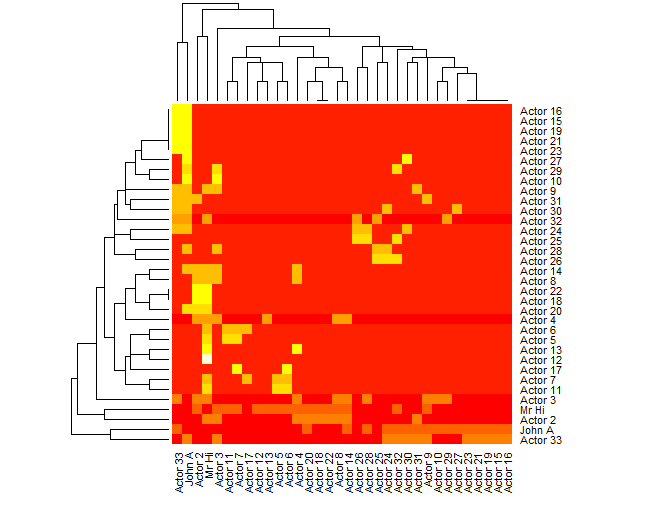 Actor 16
Actor 15
Actor 19
Actor 21
Actor 23
Actor 27
Actor 29
Actor 10
Actor 9
Actor 31
Actor 30
Actor 32
Actor 24
Actor 25
Actor 28
Actor 26
Actor 14
Actor 8
Actor 22
Actor 18
Actor 20
Actor 4
Actor 6
Actor 5
Actor 13
Actor 12
Actor 17
Actor 7
Actor 11
Actor 3
Mr Hi
Actor 2
John A
Actor 33
Actor 33
John A
Actor 2
Mr Hi
Actor 3
Actor 11
Actor 7
Actor 17
Actor 12
Actor 13
Actor 5
Actor 6
Actor 4
Actor 20
Actor 18
Actor 22
Actor 8
Actor 14
Actor 26
Actor 28
Actor 25
Actor 24
Actor 32
Actor 30
Actor 31
Actor 9
Actor 10
Actor 29
Actor 27
Actor 23
Actor 21
Actor 19
Actor 15
Actor 16